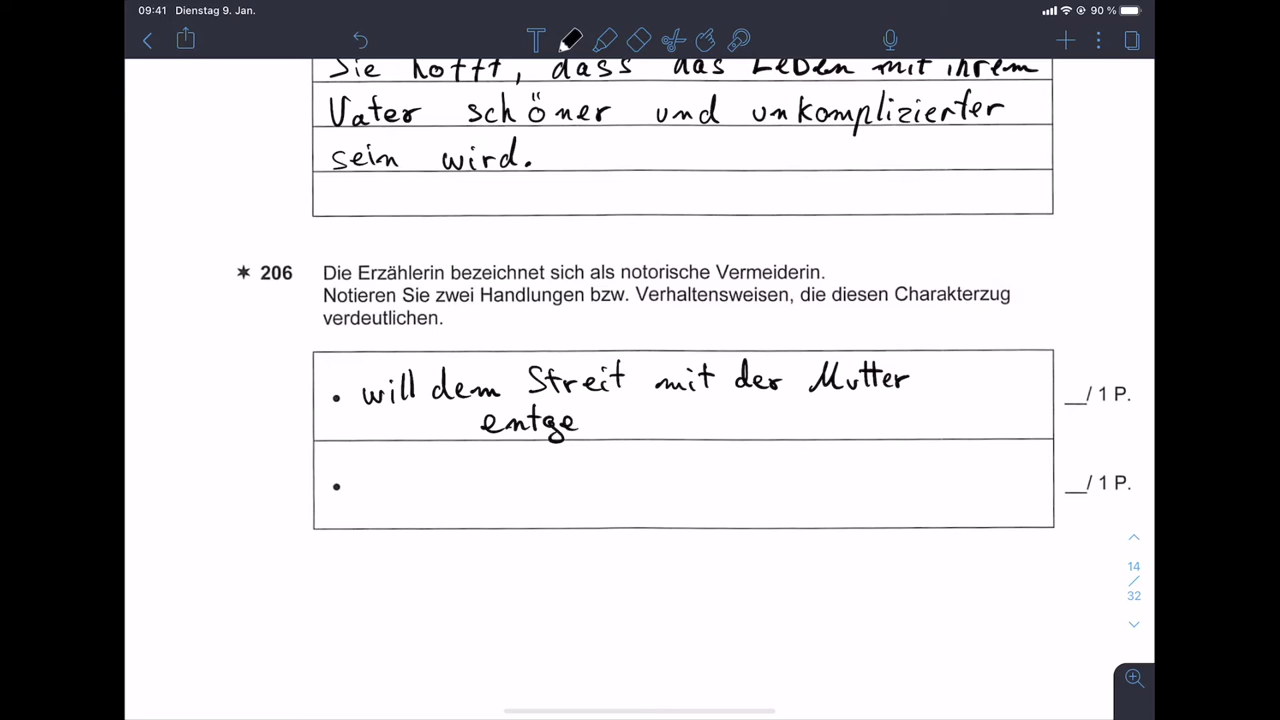 09:41 Dienstag 9. Jan.
90 %
Sie hofft, dass das Leben mit ihrem
Vater schöner und unkomplizierter
sein wird.
* 206 Die Erzählerin bezeichnet sich als notorische Vermeiderin.
Notieren Sie zwei Handlungen bzw. Verhaltensweisen, die diesen Charakterzug
verdeutlichen.
• will dem Streit mit der Mutter
entge
__/ 1 P.
•
__/ 1 P.
14
/
32